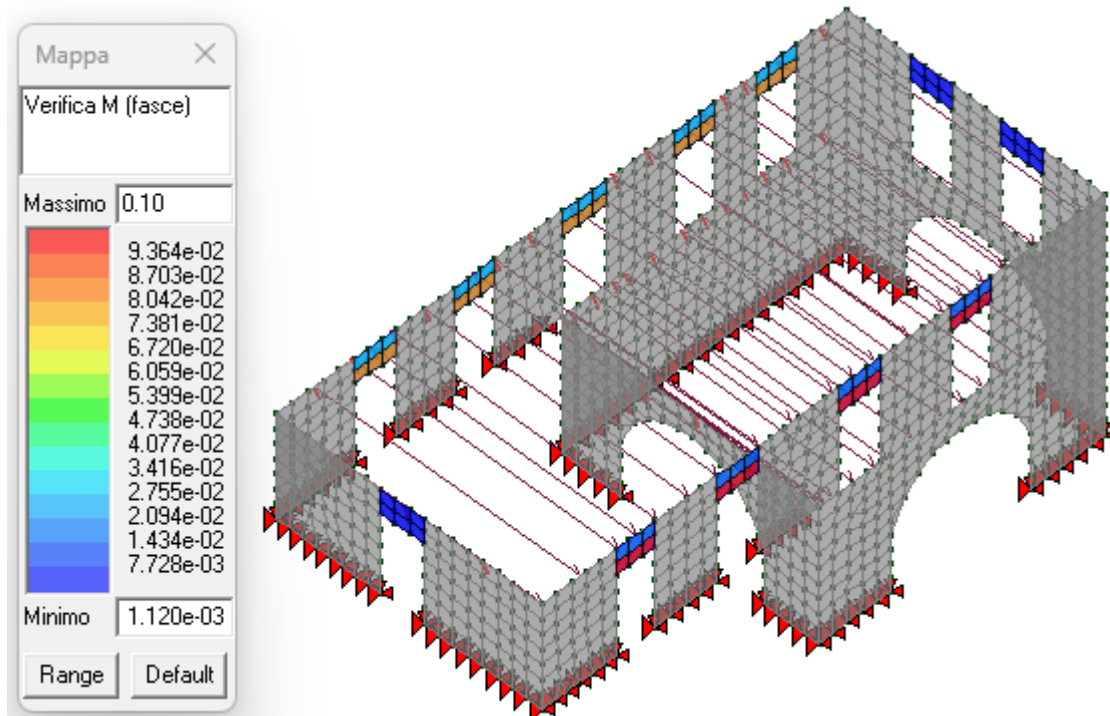 Mappa
Verifica M (fasce)
Massimo 0.10
9.364e-02
8.703e-02
8.042e-02
7.381e-02
6.720e-02
6.059e-02
5.399e-02
4.738e-02
4.077e-02
3.416e-02
2.755e-02
2.094e-02
1.434e-02
7.728e-03
Minimo 1.120e-03
Range Default